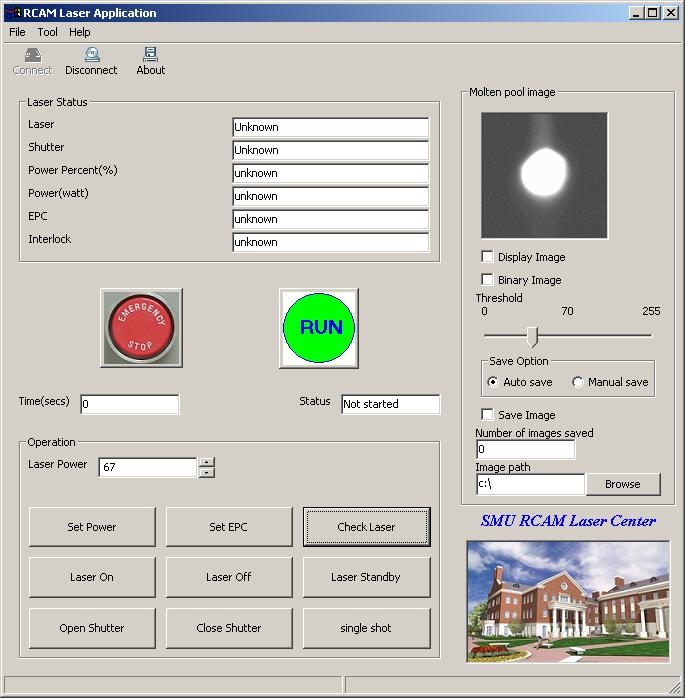 RCAM Laser Application
File Tool Help
Connect Disconnect About
Laser Status
Laser Unknown
Shutter Unknown
Power Percent(%) unknown
Power(watt) unknown
EPC unknown
Interlock unknown
EMERGENCY
STOP
RUN
Time(secs) 0
Status Not started
Operation
Laser Power 67
Set Power Set EPC Check Laser
Laser On Laser Off Laser Standby
Open Shutter Close Shutter single shot
Molten pool image
Display Image
Binary Image
Threshold
0 70 255
Save Option
Auto save Manual save
Save Image
Number of images saved
0
Image path
c:\ Browse
SMU RCAM Laser Center